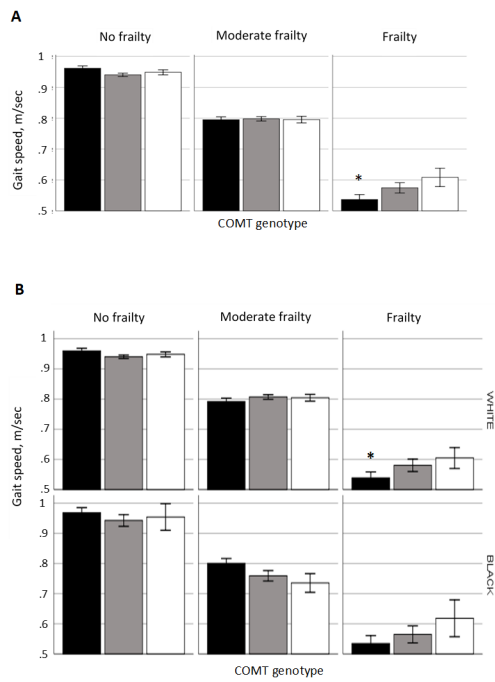 A
No frailty Moderate frailty Frailty
Gait speed, m/sec
1
.9
.8
.7
.6
.5
*
COMT genotype
B
No frailty Moderate frailty Frailty
Gait speed, m/sec
1
.9
.8
.7
.6
.5
*
WHITE
1
.9
.8
.7
.6
.5
BLACK
COMT genotype